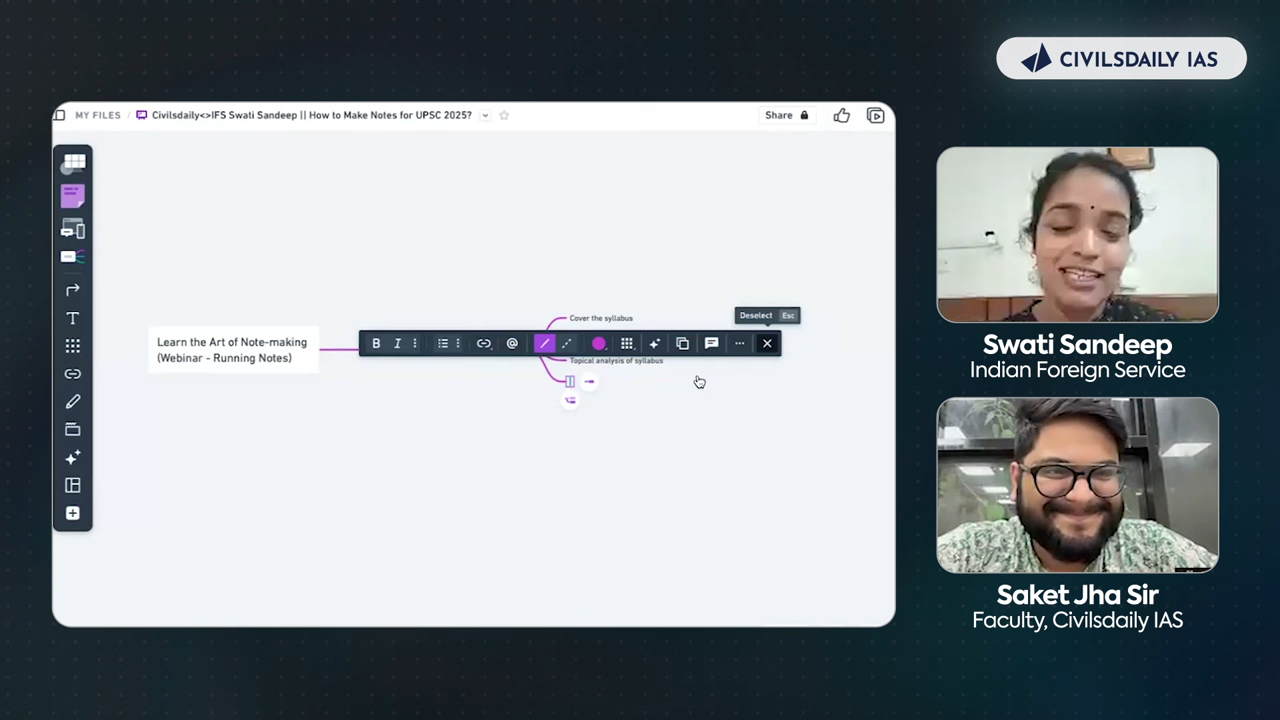 CIVILSDAILY IAS
MY FILES / Civilsdaily<>IFS Swati Sandeep || How to Make Notes for UPSC 2025?
Share
Deselect Esc
Cover the syllabus
Learn the Art of Note-making
(Webinar - Running Notes)
B I @
Topical analysis of syllabus
T
Swati Sandeep
Indian Foreign Service
Saket Jha Sir
Faculty, Civilsdaily IAS